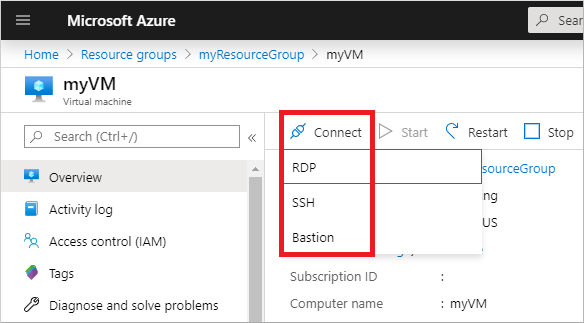 Microsoft Azure
Sear
Home > Resource groups > myResourceGroup > myVM
myVM
Virtual machine
Search (Ctrl+/)
«
Connect
Start
Restart
Stop
Overview
RDP
sourceGroup
Activity log
SSH
ng
US
Access control (IAM)
Bastion
Tags
Subscription ID :
Diagnose and solve problems
Computer name : myVM